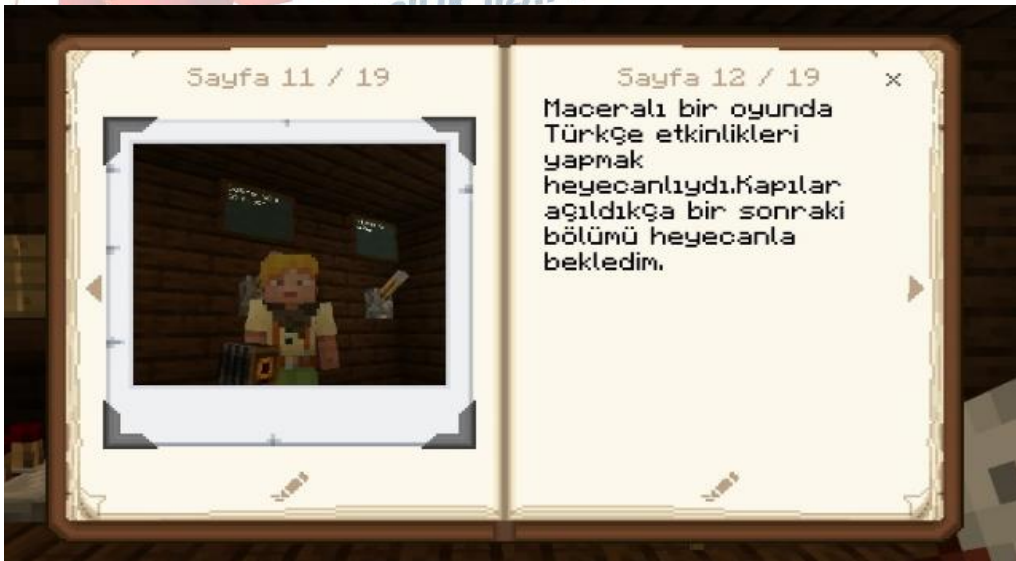 Sayfa 11 / 19
Sayfa 12 / 19
Maceralı bir oyunda
Türkçe etkinlikleri
yapmak
heyecanlıydı.Kapılar
açıldıkça bir sonraki
bölümü heyecanla
bekledim.